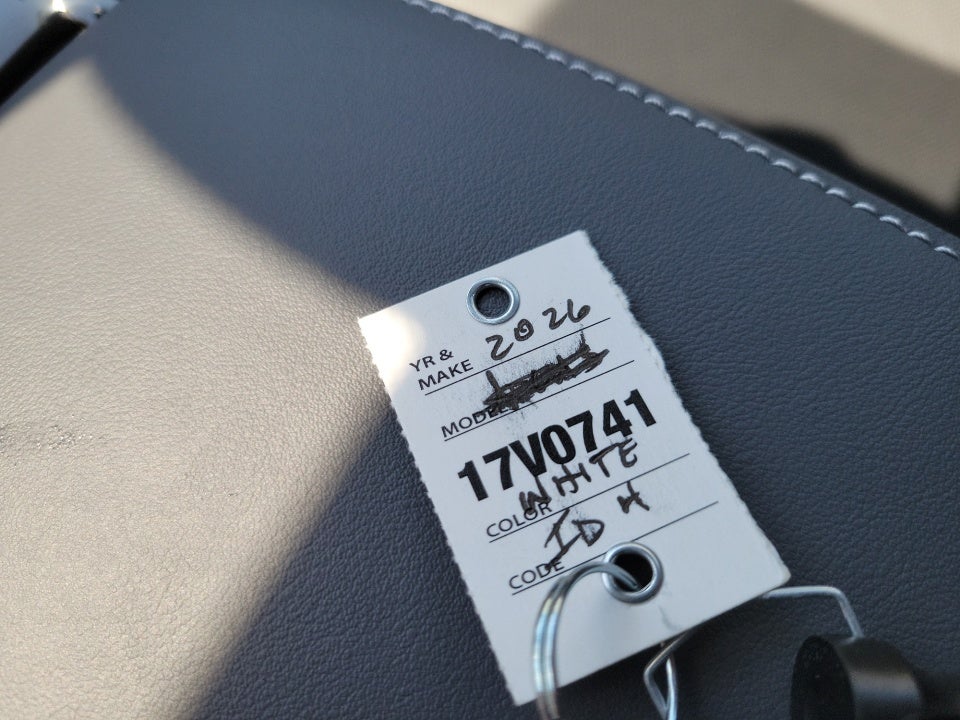 YR &
MAKE 2026
MODEL
17V0741
WHITE
COLOR
ID H
CODE